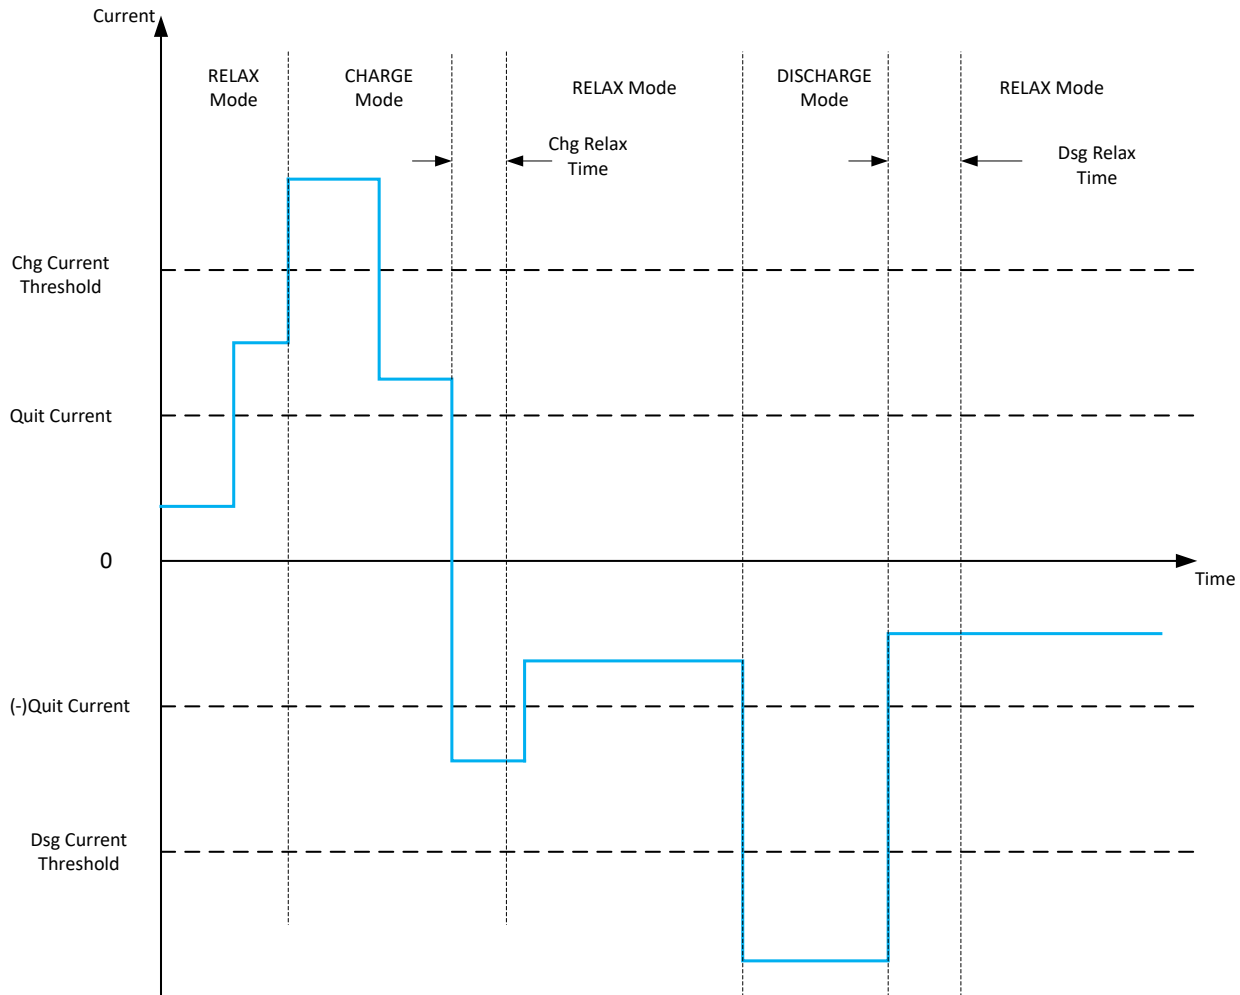 Current
RELAX
Mode
CHARGE
Mode
RELAX Mode
DISCHARGE
Mode
RELAX Mode
Chg Relax
Time
Dsg Relax
Time
Chg Current
Threshold
Quit Current
0
Time
(-)Quit Current
Dsg Current
Threshold